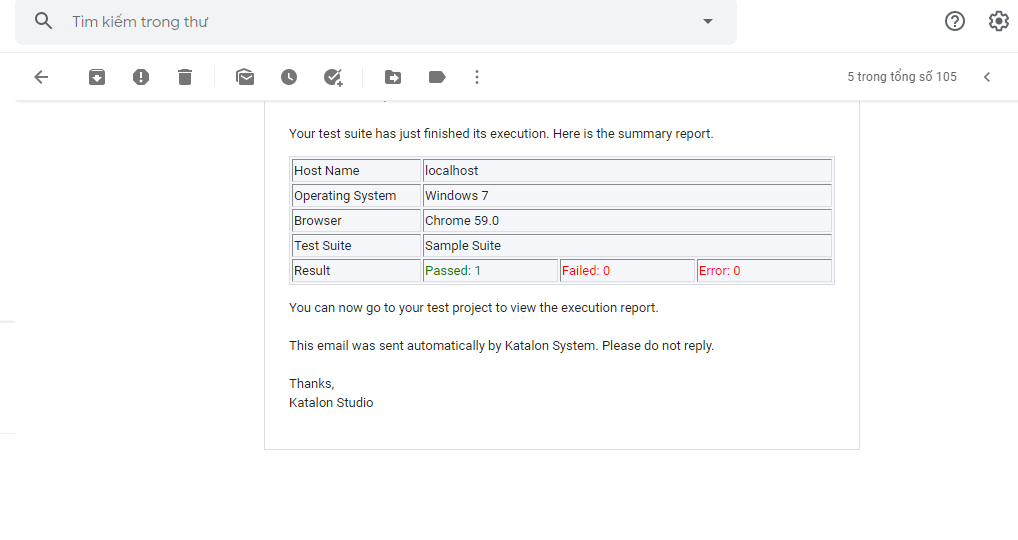 Tìm kiếm trong thư
5 trong tổng số 105
Your test suite has just finished its execution. Here is the summary report.
Host Name localhost
Operating System Windows 7
Browser Chrome 59.0
Test Suite Sample Suite
Result Passed: 1 Failed: 0 Error: 0
You can now go to your test project to view the execution report.
This email was sent automatically by Katalon System. Please do not reply.
Thanks,
Katalon Studio